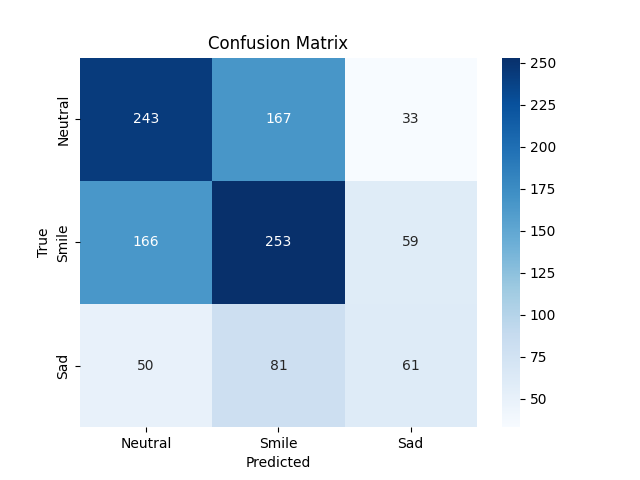 Confusion Matrix
True
Neutral 243 167 33
Smile 166 253 59
Sad 50 81 61
Neutral Smile Sad
Predicted
250
225
200
175
150
125
100
75
50